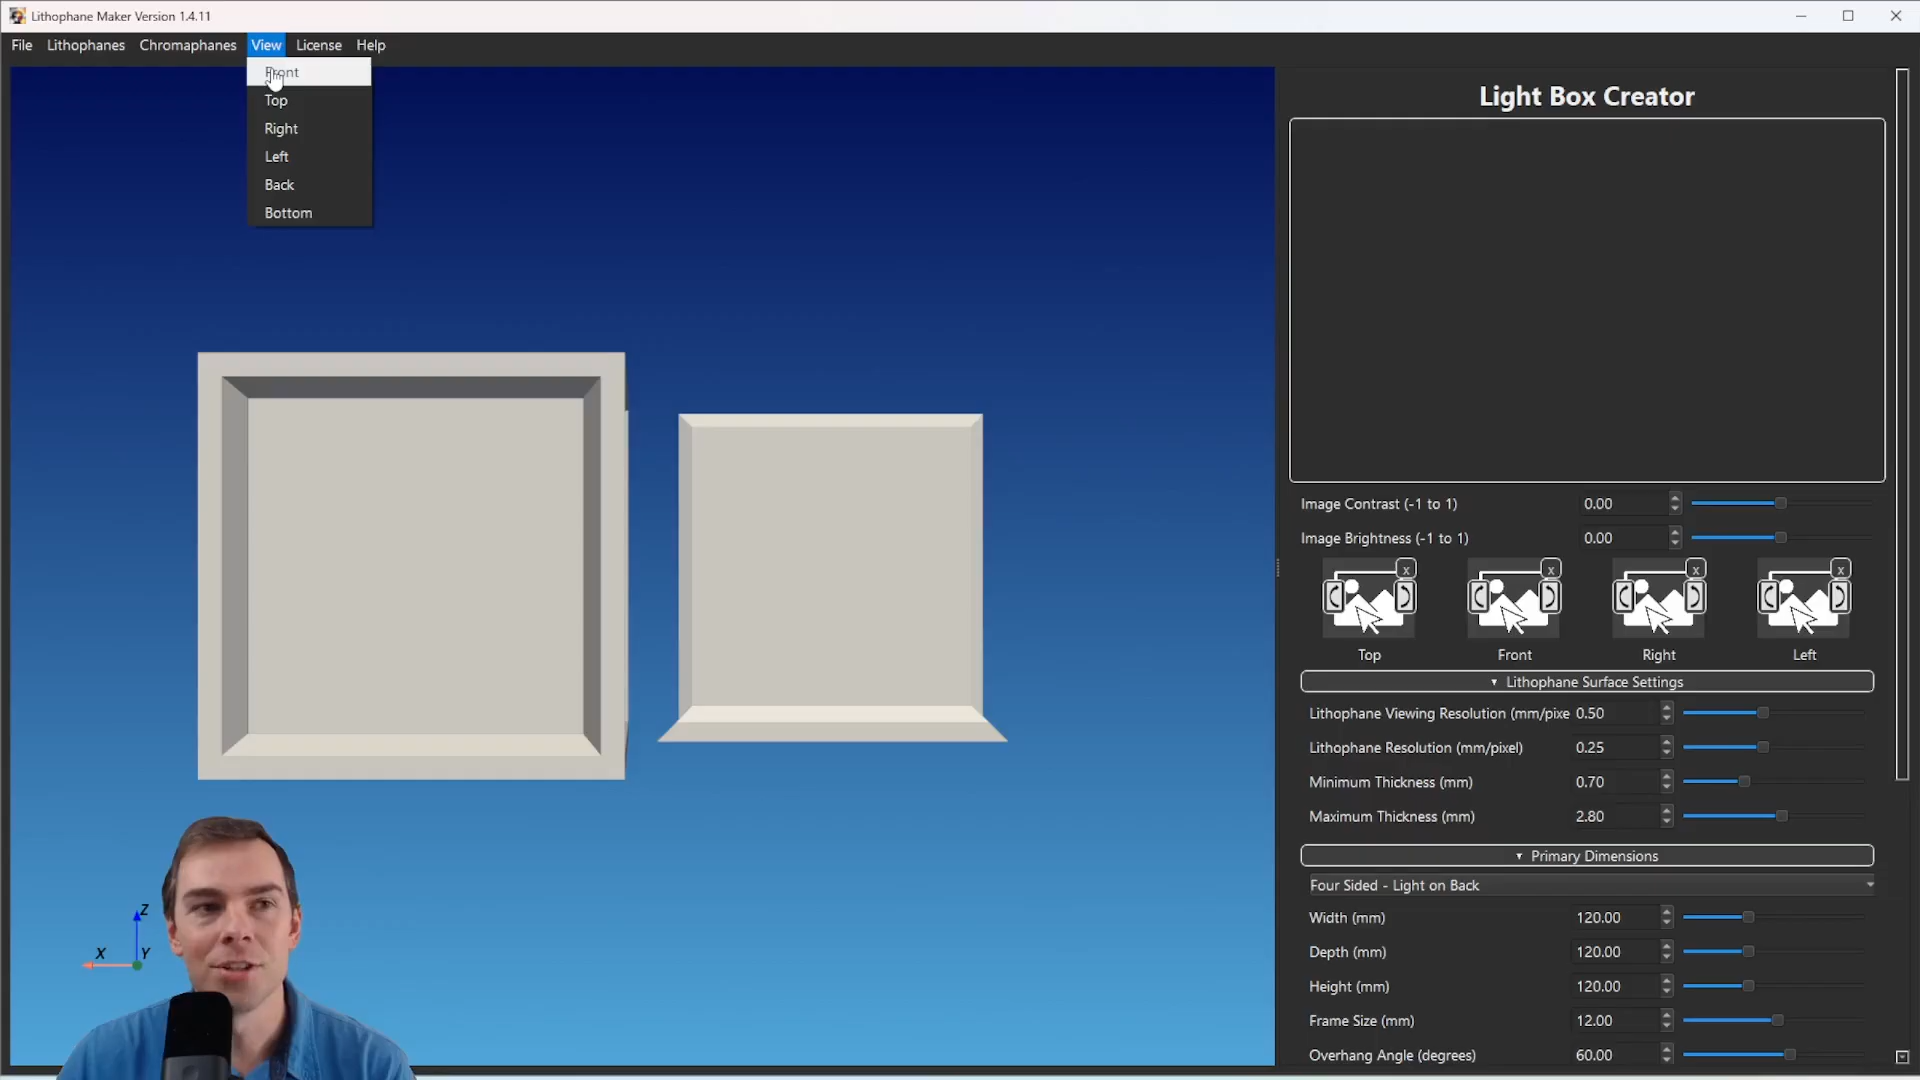 Lithophane Maker Version 1.4.11
File Lithophanes Chromaphanes View License Help
Front
Top
Right
Left
Back
Bottom
Light Box Creator
Image Contrast (-1 to 1) 0.00
Image Brightness (-1 to 1) 0.00
x x x x
Top Front Right Left
Lithophane Surface Settings
Lithophane Viewing Resolution (mm/pixe 0.50
Lithophane Resolution (mm/pixel) 0.25
Minimum Thickness (mm) 0.70
Maximum Thickness (mm) 2.80
Primary Dimensions
Four Sided - Light on Back
Width (mm) 120.00
Depth (mm) 120.00
Height (mm) 120.00
Frame Size (mm) 12.00
Overhang Angle (degrees) 60.00
Z
X Y